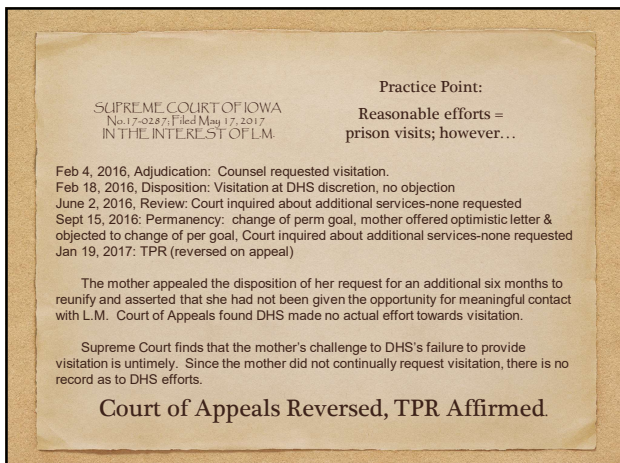 SUPREME COURT OF IOWA
No.17-0287; Filed May 17, 2017
IN THE INTEREST OF L.M.
Practice Point:
Reasonable efforts =
prison visits; however…
Feb 4, 2016, Adjudication: Counsel requested visitation.
Feb 18, 2016, Disposition: Visitation at DHS discretion, no objection
June 2, 2016, Review: Court inquired about additional services-none requested
Sept 15, 2016: Permanency: change of perm goal, mother offered optimistic letter &
objected to change of per goal, Court inquired about additional services-none requested
Jan 19, 2017: TPR (reversed on appeal)
The mother appealed the disposition of her request for an additional six months to
reunify and asserted that she had not been given the opportunity for meaningful contact
with L.M. Court of Appeals found DHS made no actual effort towards visitation.
Supreme Court finds that the mother's challenge to DHS's failure to provide
visitation is untimely. Since the mother did not continually request visitation, there is no
record as to DHS efforts.
Court of Appeals Reversed, TPR Affirmed.